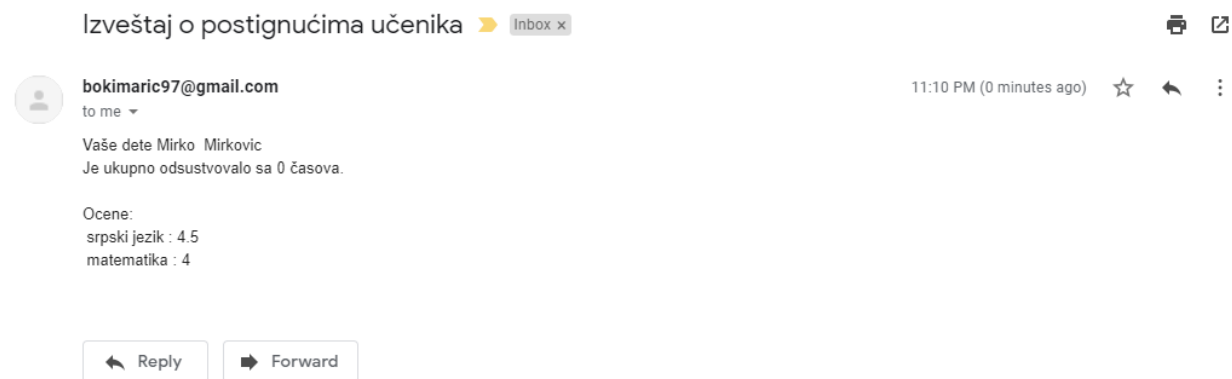 Izveštaj o postignućima učenika Inbox ×
bokimaric97@gmail.com 11:10 PM (0 minutes ago)
to me
Vaše dete Mirko  Mirkovic
Je ukupno odsustvovalo sa 0 časova.
Ocene:
srpski jezik : 4.5
matematika : 4
Reply Forward